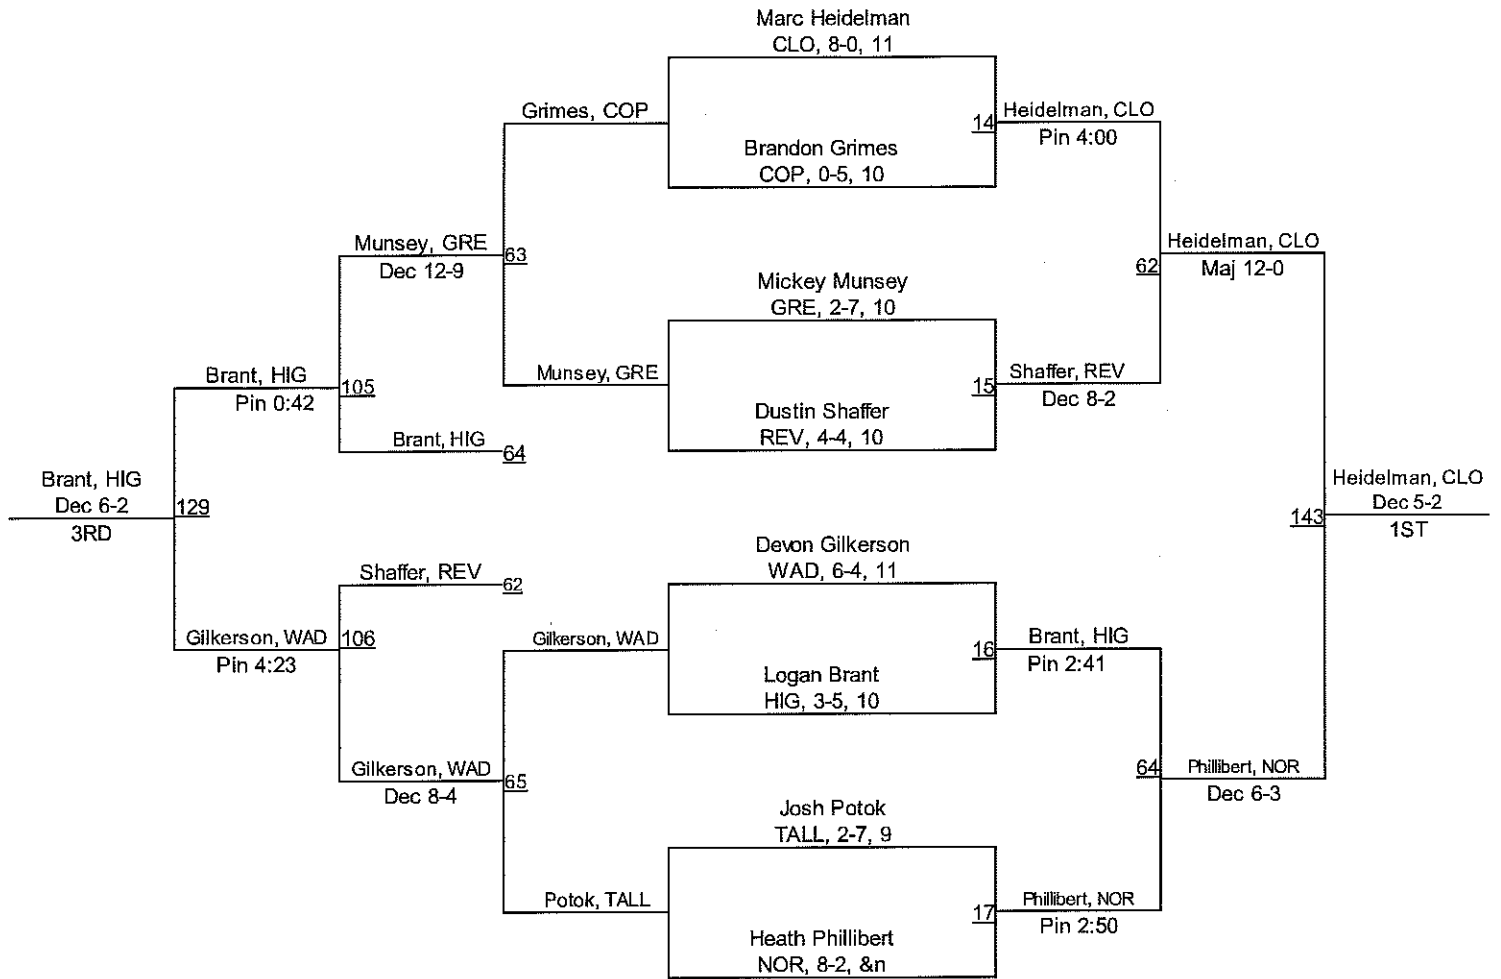 Marc Heidelman
CLO, 8-0, 11
Grimes, COP
14
Heidelman, CLO
Pin 4:00
Brandon Grimes
COP, 0-5, 10
Munsey, GRE
Dec 12-9
63
62
Heidelman, CLO
Maj 12-0
Mickey Munsey
GRE, 2-7, 10
Brant, HIG
Pin 0:42
105
Munsey, GRE
15
Shaffer, REV
Dec 8-2
Dustin Shaffer
REV, 4-4, 10
Brant, HIG
64
Brant, HIG
Dec 6-2
3RD
129
143
Heidelman, CLO
Dec 5-2
1ST
Devon Gilkerson
WAD, 6-4, 11
Shaffer, REV
62
Gilkerson, WAD
Pin 4:23
106
Gilkerson, WAD
16
Brant, HIG
Pin 2:41
Logan Brant
HIG, 3-5, 10
Gilkerson, WAD
Dec 8-4
65
64
Phillibert, NOR
Dec 6-3
Josh Potok
TALL, 2-7, 9
Potok, TALL
17
Phillibert, NOR
Pin 2:50
Heath Phillibert
NOR, 8-2, &n